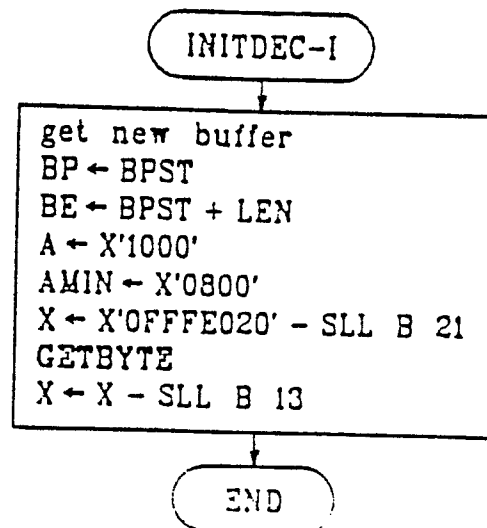 INITDEC-I
get new buffer
BP ← BPST
BE ← BPST + LEN
A ← X'1000'
AMIN ← X'0800'
X ← X'0FFFE020' - SLL B 21
GETBYTE
X ← X - SLL B 13
END